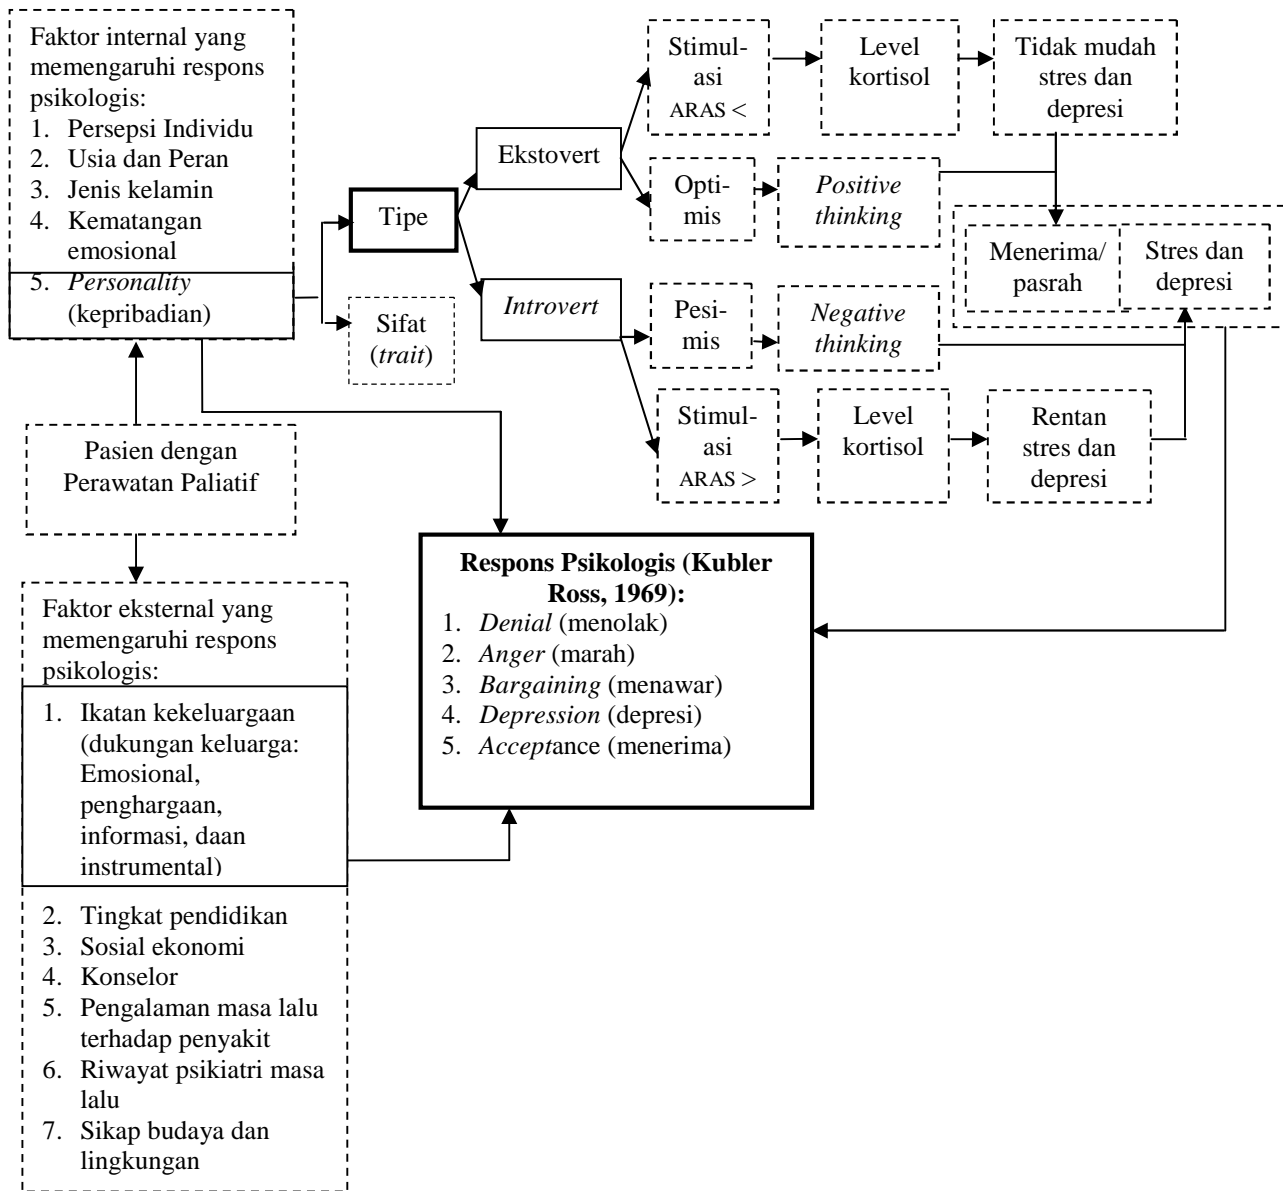 Faktor internal yang
memengaruhi respons
psikologis:
1. Persepsi Individu
2. Usia dan Peran
3. Jenis kelamin
4. Kematangan
emosional
5. Personality
(kepribadian)
Tipe
Sifat
(trait)
Ekstovert
Introvert
Stimul-
asi
ARAS <
Level
kortisol
Tidak mudah
stres dan
depresi
Opti-
mis
Positive
thinking
Menerima/
pasrah
Stres dan
depresi
Pesi-
mis
Negative
thinking
Stimul-
asi
ARAS >
Level
kortisol
Rentan
stres dan
depresi
Pasien dengan
Perawatan Paliatif
Respons Psikologis (Kubler
Ross, 1969):
1. Denial (menolak)
2. Anger (marah)
3. Bargaining (menawar)
4. Depression (depresi)
5. Acceptance (menerima)
Faktor eksternal yang
memengaruhi respons
psikologis:
1. Ikatan kekeluargaan
(dukungan keluarga:
Emosional,
penghargaan,
informasi, daan
instrumental)
2. Tingkat pendidikan
3. Sosial ekonomi
4. Konselor
5. Pengalaman masa lalu
terhadap penyakit
6. Riwayat psikiatri masa
lalu
7. Sikap budaya dan
lingkungan